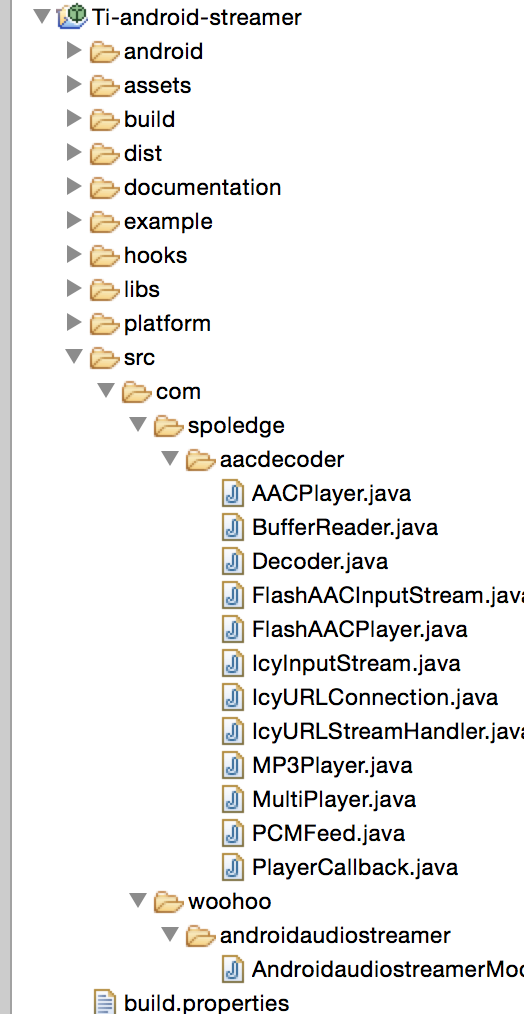 Ti-android-streamer
android
assets
build
dist
documentation
example
hooks
libs
platform
src
com
spoledge
aacdecoder
AACPlayer.java
BufferReader.java
Decoder.java
FlashAACInputStream.java
FlashAACPlayer.java
IcyInputStream.java
IcyURLConnection.java
IcyURLStreamHandler.java
MP3Player.java
MultiPlayer.java
PCMFeed.java
PlayerCallback.java
woohoo
androidaudiostreamer
AndroidaudiostreamerMo
build.properties